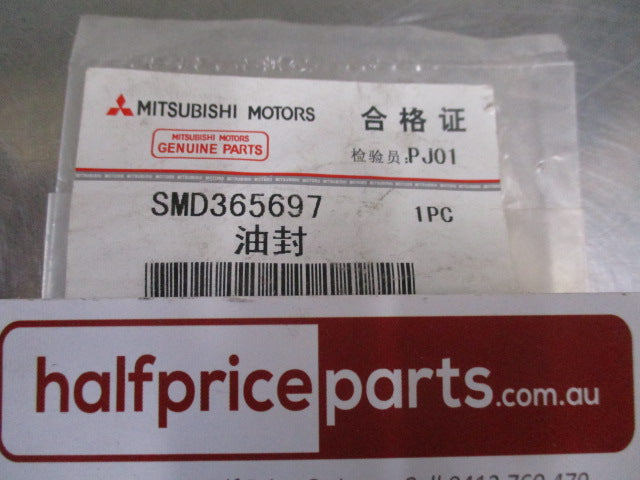 MITSUBISHI MOTORS 合格证
MITSUBISHI MOTORS
GENUINE PARTS
检验员:PJ01
SMD365697 1PC
油封
halfpriceparts.com.au